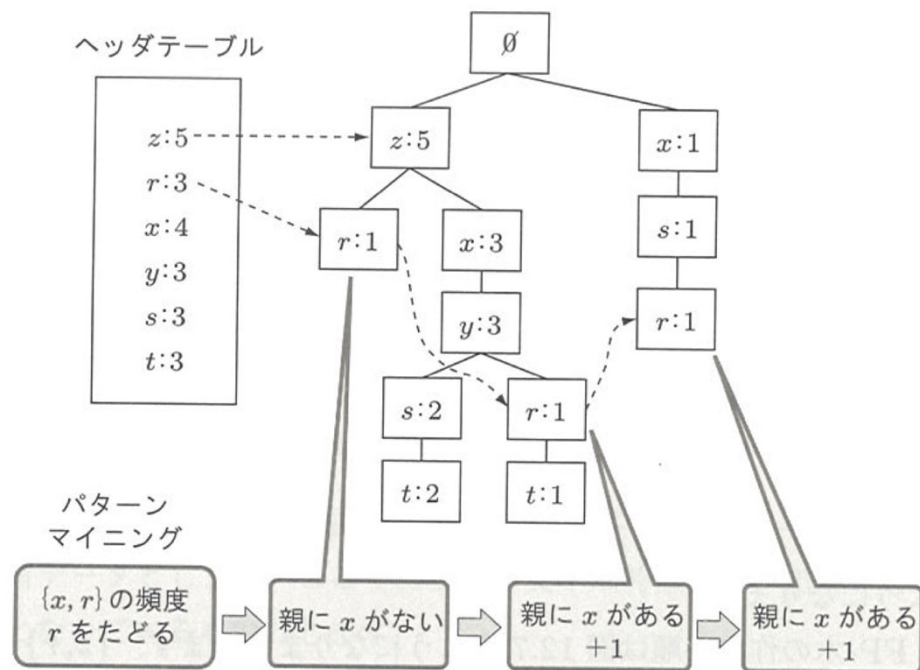 ヘッダテーブル
∅
z:5
z:5
x:1
r:3
r:1
x:3
s:1
x:4
y:3
y:3
r:1
s:3
t:3
s:2
r:1
t:2
t:1
パターン
マイニング
{x, r} の頻度
r をたどる
親に x がない
親に x がある
+1
親に x がある
+1